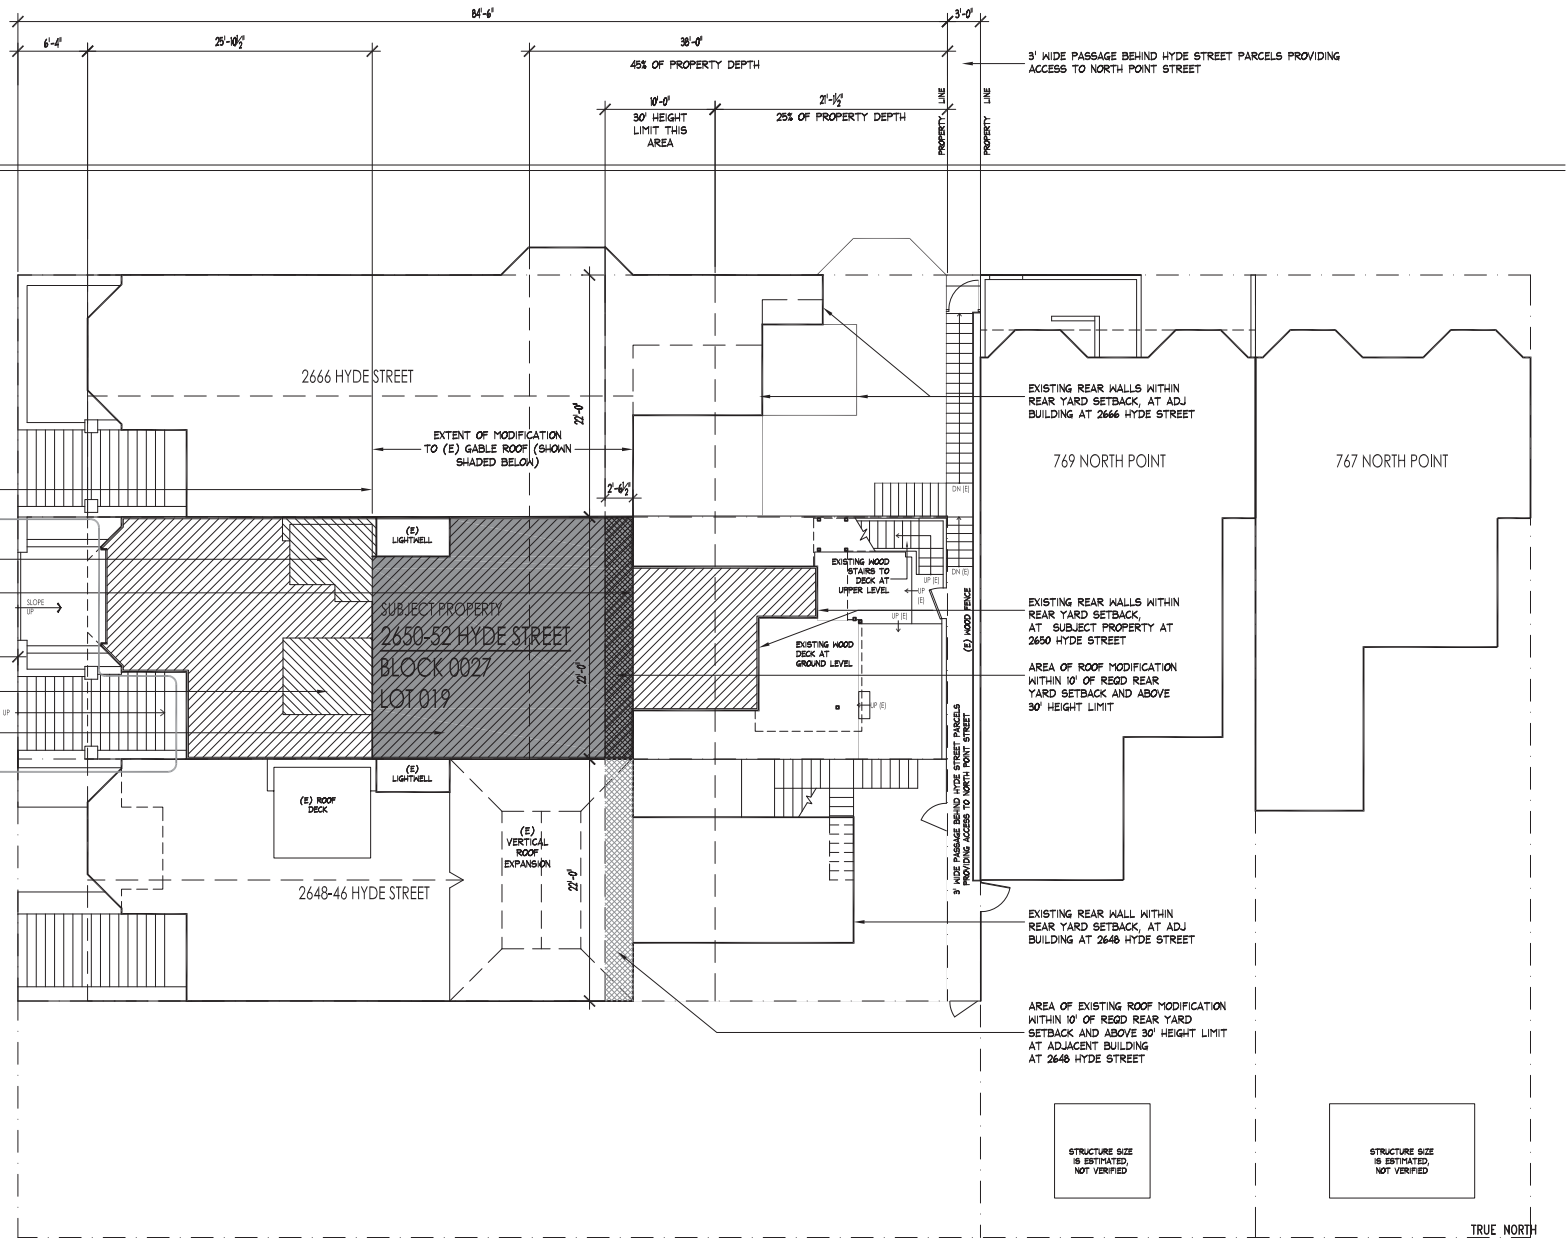 84'-6"
3'-0"
6'-4"
25'-10½"
38'-0"
45% OF PROPERTY DEPTH
3' WIDE PASSAGE BEHIND HYDE STREET PARCELS PROVIDING
ACCESS TO NORTH POINT STREET
10'-0"
30' HEIGHT
LIMIT THIS
AREA
21'-1½"
25% OF PROPERTY DEPTH
PROPERTY LINE
PROPERTY LINE
2666 HYDE STREET
22'-0"
EXTENT OF MODIFICATION
TO (E) GABLE ROOF (SHOWN
SHADED BELOW)
2'-6½"
EXISTING REAR WALLS WITHIN
REAR YARD SETBACK, AT ADJ
BUILDING AT 2666 HYDE STREET
769 NORTH POINT
767 NORTH POINT
DN (E)
(E)
LIGHTWELL
EXISTING WOOD
STAIRS TO
DECK AT
UPPER LEVEL
DN (E)
UP (E)
UP
(E)
UP (E)
SLOPE
UP
SUBJECT PROPERTY
2650-52 HYDE STREET
BLOCK 0027
LOT 019
22'-0"
EXISTING WOOD
DECK AT
GROUND LEVEL
(E) WOOD FENCE
EXISTING REAR WALLS WITHIN
REAR YARD SETBACK,
AT SUBJECT PROPERTY AT
2650 HYDE STREET
AREA OF ROOF MODIFICATION
WITHIN 10' OF REQD REAR
YARD SETBACK AND ABOVE
30' HEIGHT LIMIT
UP
UP (E)
3' WIDE PASSAGE BEHIND HYDE STREET PARCELS
PROVIDING ACCESS TO NORTH POINT STREET
(E)
LIGHTWELL
(E) ROOF
DECK
(E)
VERTICAL
ROOF
EXPANSION
2648-46 HYDE STREET
22'-0"
EXISTING REAR WALL WITHIN
REAR YARD SETBACK, AT ADJ
BUILDING AT 2648 HYDE STREET
AREA OF EXISTING ROOF MODIFICATION
WITHIN 10' OF REQD REAR YARD
SETBACK AND ABOVE 30' HEIGHT LIMIT
AT ADJACENT BUILDING
AT 2648 HYDE STREET
STRUCTURE SIZE
IS ESTIMATED,
NOT VERIFIED
STRUCTURE SIZE
IS ESTIMATED,
NOT VERIFIED
TRUE NORTH